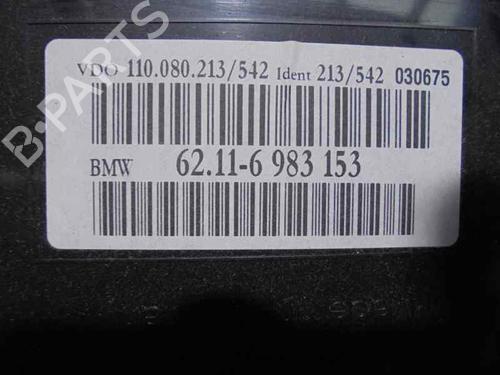 VDO 110.080.213/542 Ident 213/542 030675
BMW 62.11-6 983 153
B-PARTS